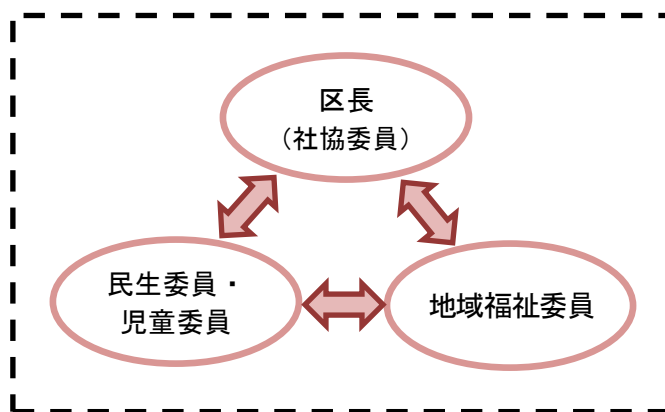 区長
（社協委員）
民生委員・
児童委員
地域福祉委員